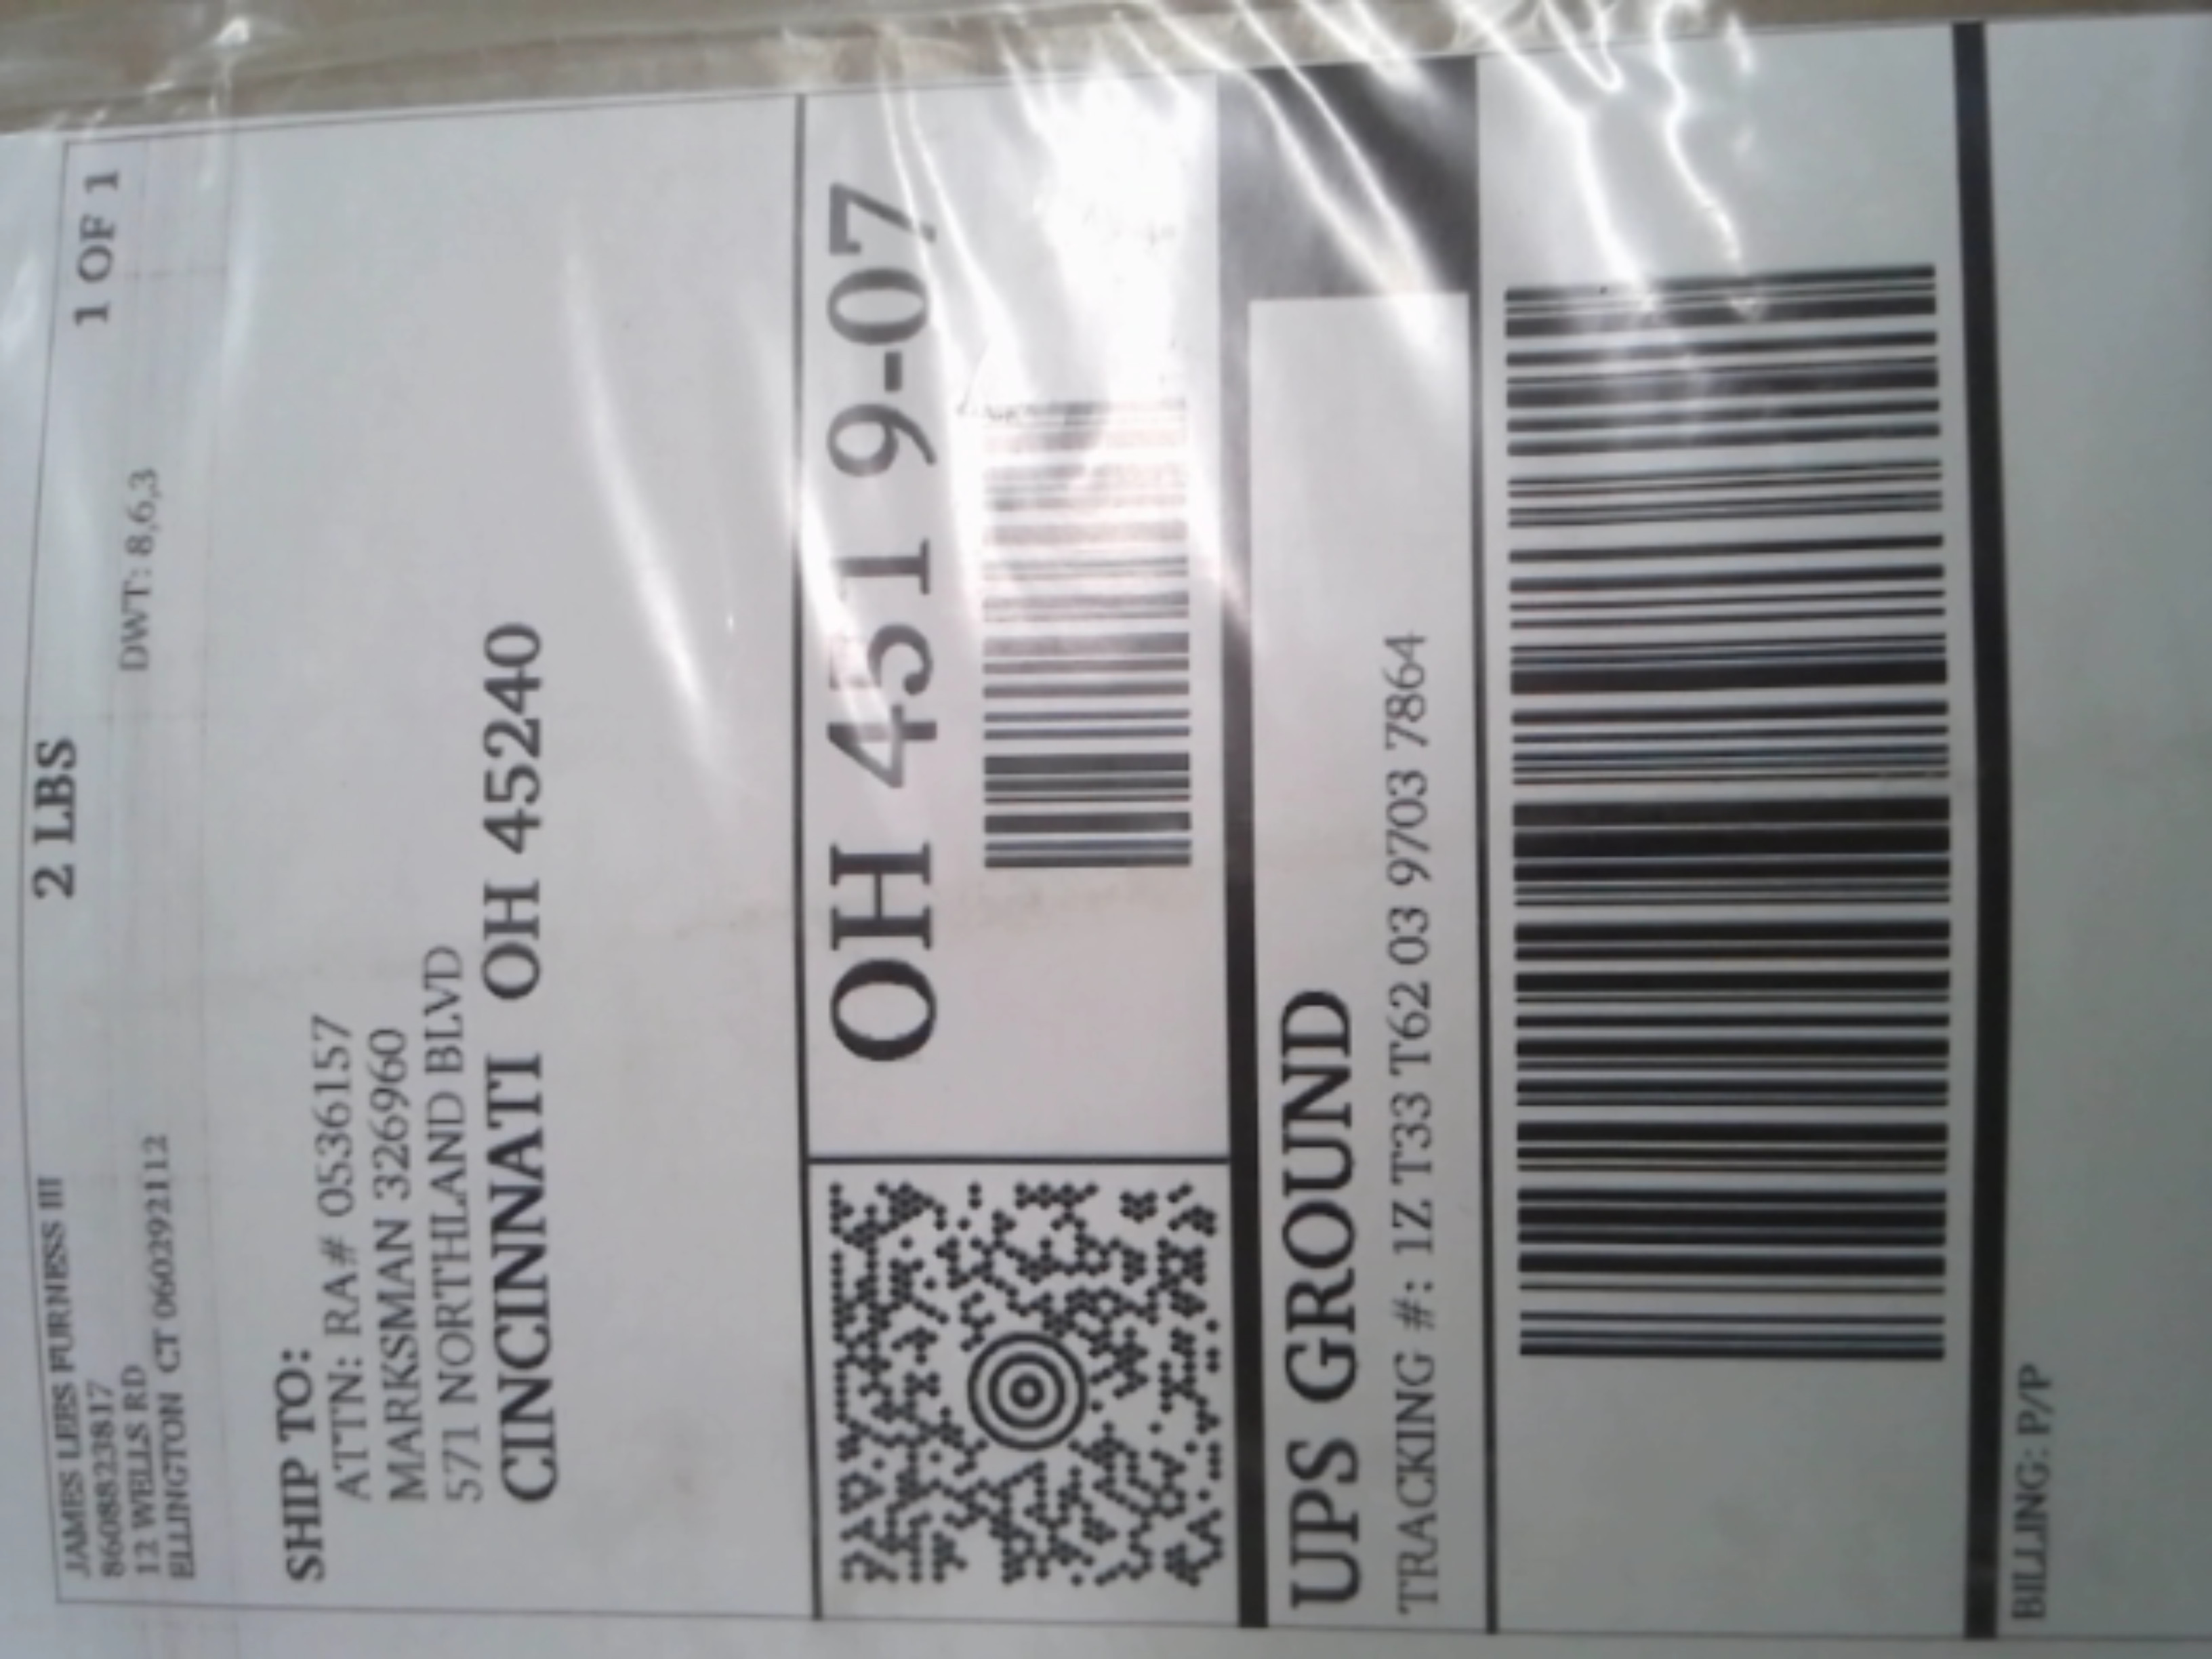 JAMES LEES FURNESS III
8608823817
12 WELLS RD
ELLINGTON CT 060292112
2 LBS
1 OF 1
DWT: 8,6,3
SHIP TO:
ATTN: RA# 0536157
MARKSMAN 326960
571 NORTHLAND BLVD
CINCINNATI OH 45240
OH 451 9-07
UPS GROUND
TRACKING #: 1Z T33 T62 03 9703 7864
BILLING: P/P